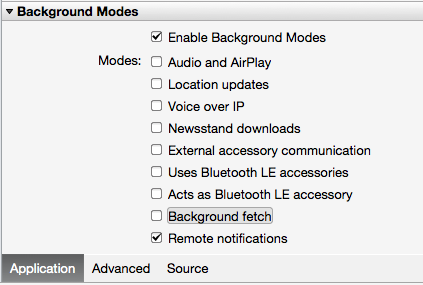 Background Modes
Enable Background Modes
Modes: Audio and AirPlay
Location updates
Voice over IP
Newsstand downloads
External accessory communication
Uses Bluetooth LE accessories
Acts as Bluetooth LE accessory
Background fetch
Remote notifications
Application Advanced Source